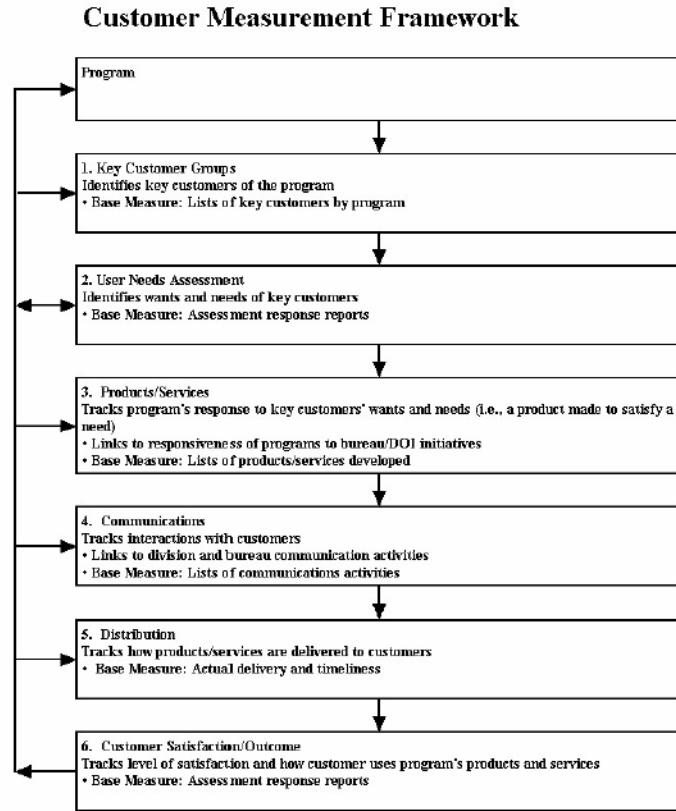 Customer Measurement Framework
Program
1. Key Customer Groups
Identifies key customers of the program
• Base Measure: Lists of key customers by program
2. User Needs Assessment
Identifies wants and needs of key customers
• Base Measure: Assessment response reports
3. Products/Services
Tracks program's response to key customers' wants and needs (i.e., a product made to satisfy a
need)
• Links to responsiveness of programs to bureau/DOI initiatives
• Base Measure: Lists of products/services developed
4. Communications
Tracks interactions with customers
• Links to division and bureau communication activities
• Base Measure: Lists of communications activities
5. Distribution
Tracks how products/services are delivered to customers
• Base Measure: Actual delivery and timeliness
6. Customer Satisfaction/Outcome
Tracks level of satisfaction and how customer uses program's products and services
• Base Measure: Assessment response reports